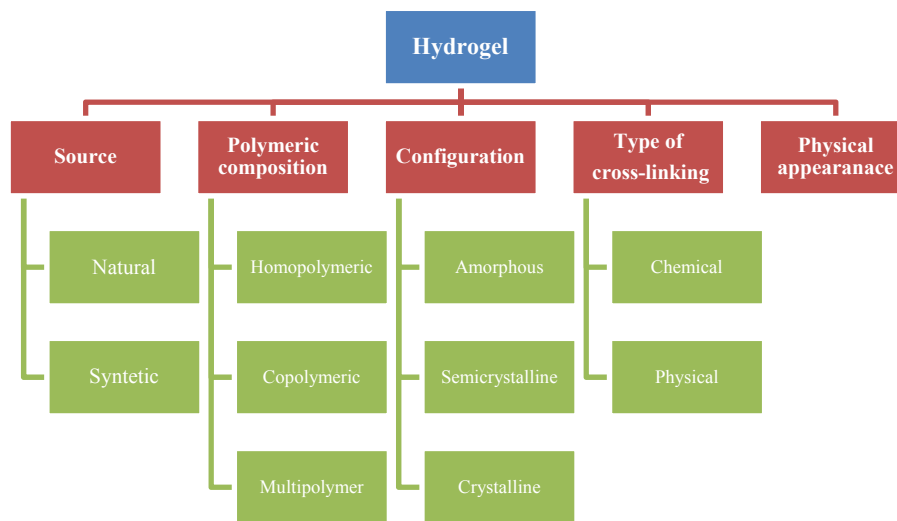 Hydrogel
Source
Polymeric
composition
Configuration
Type of
cross-linking
Physical
appearanace
Natural
Homopolymeric
Amorphous
Chemical
Syntetic
Copolymeric
Semicrystalline
Physical
Multipolymer
Crystalline